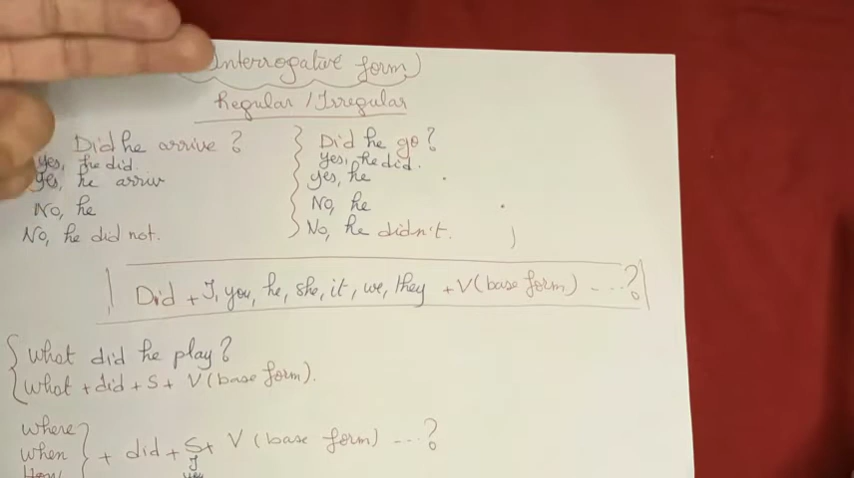 Interrogative form
Regular / Irregular
Did he arrive ?
yes, he did.
yes, he arriv
No, he
No, he did not.
Did he go ?
yes, he did.
yes, he
No, he
No, he didn't.
Did + I, you, he, she, it, we, they + V (base form) ... ?
What did he play ?
What + did + S + V (base form).
where
when
How
+ did + S + V (base form) ... ?
I
you